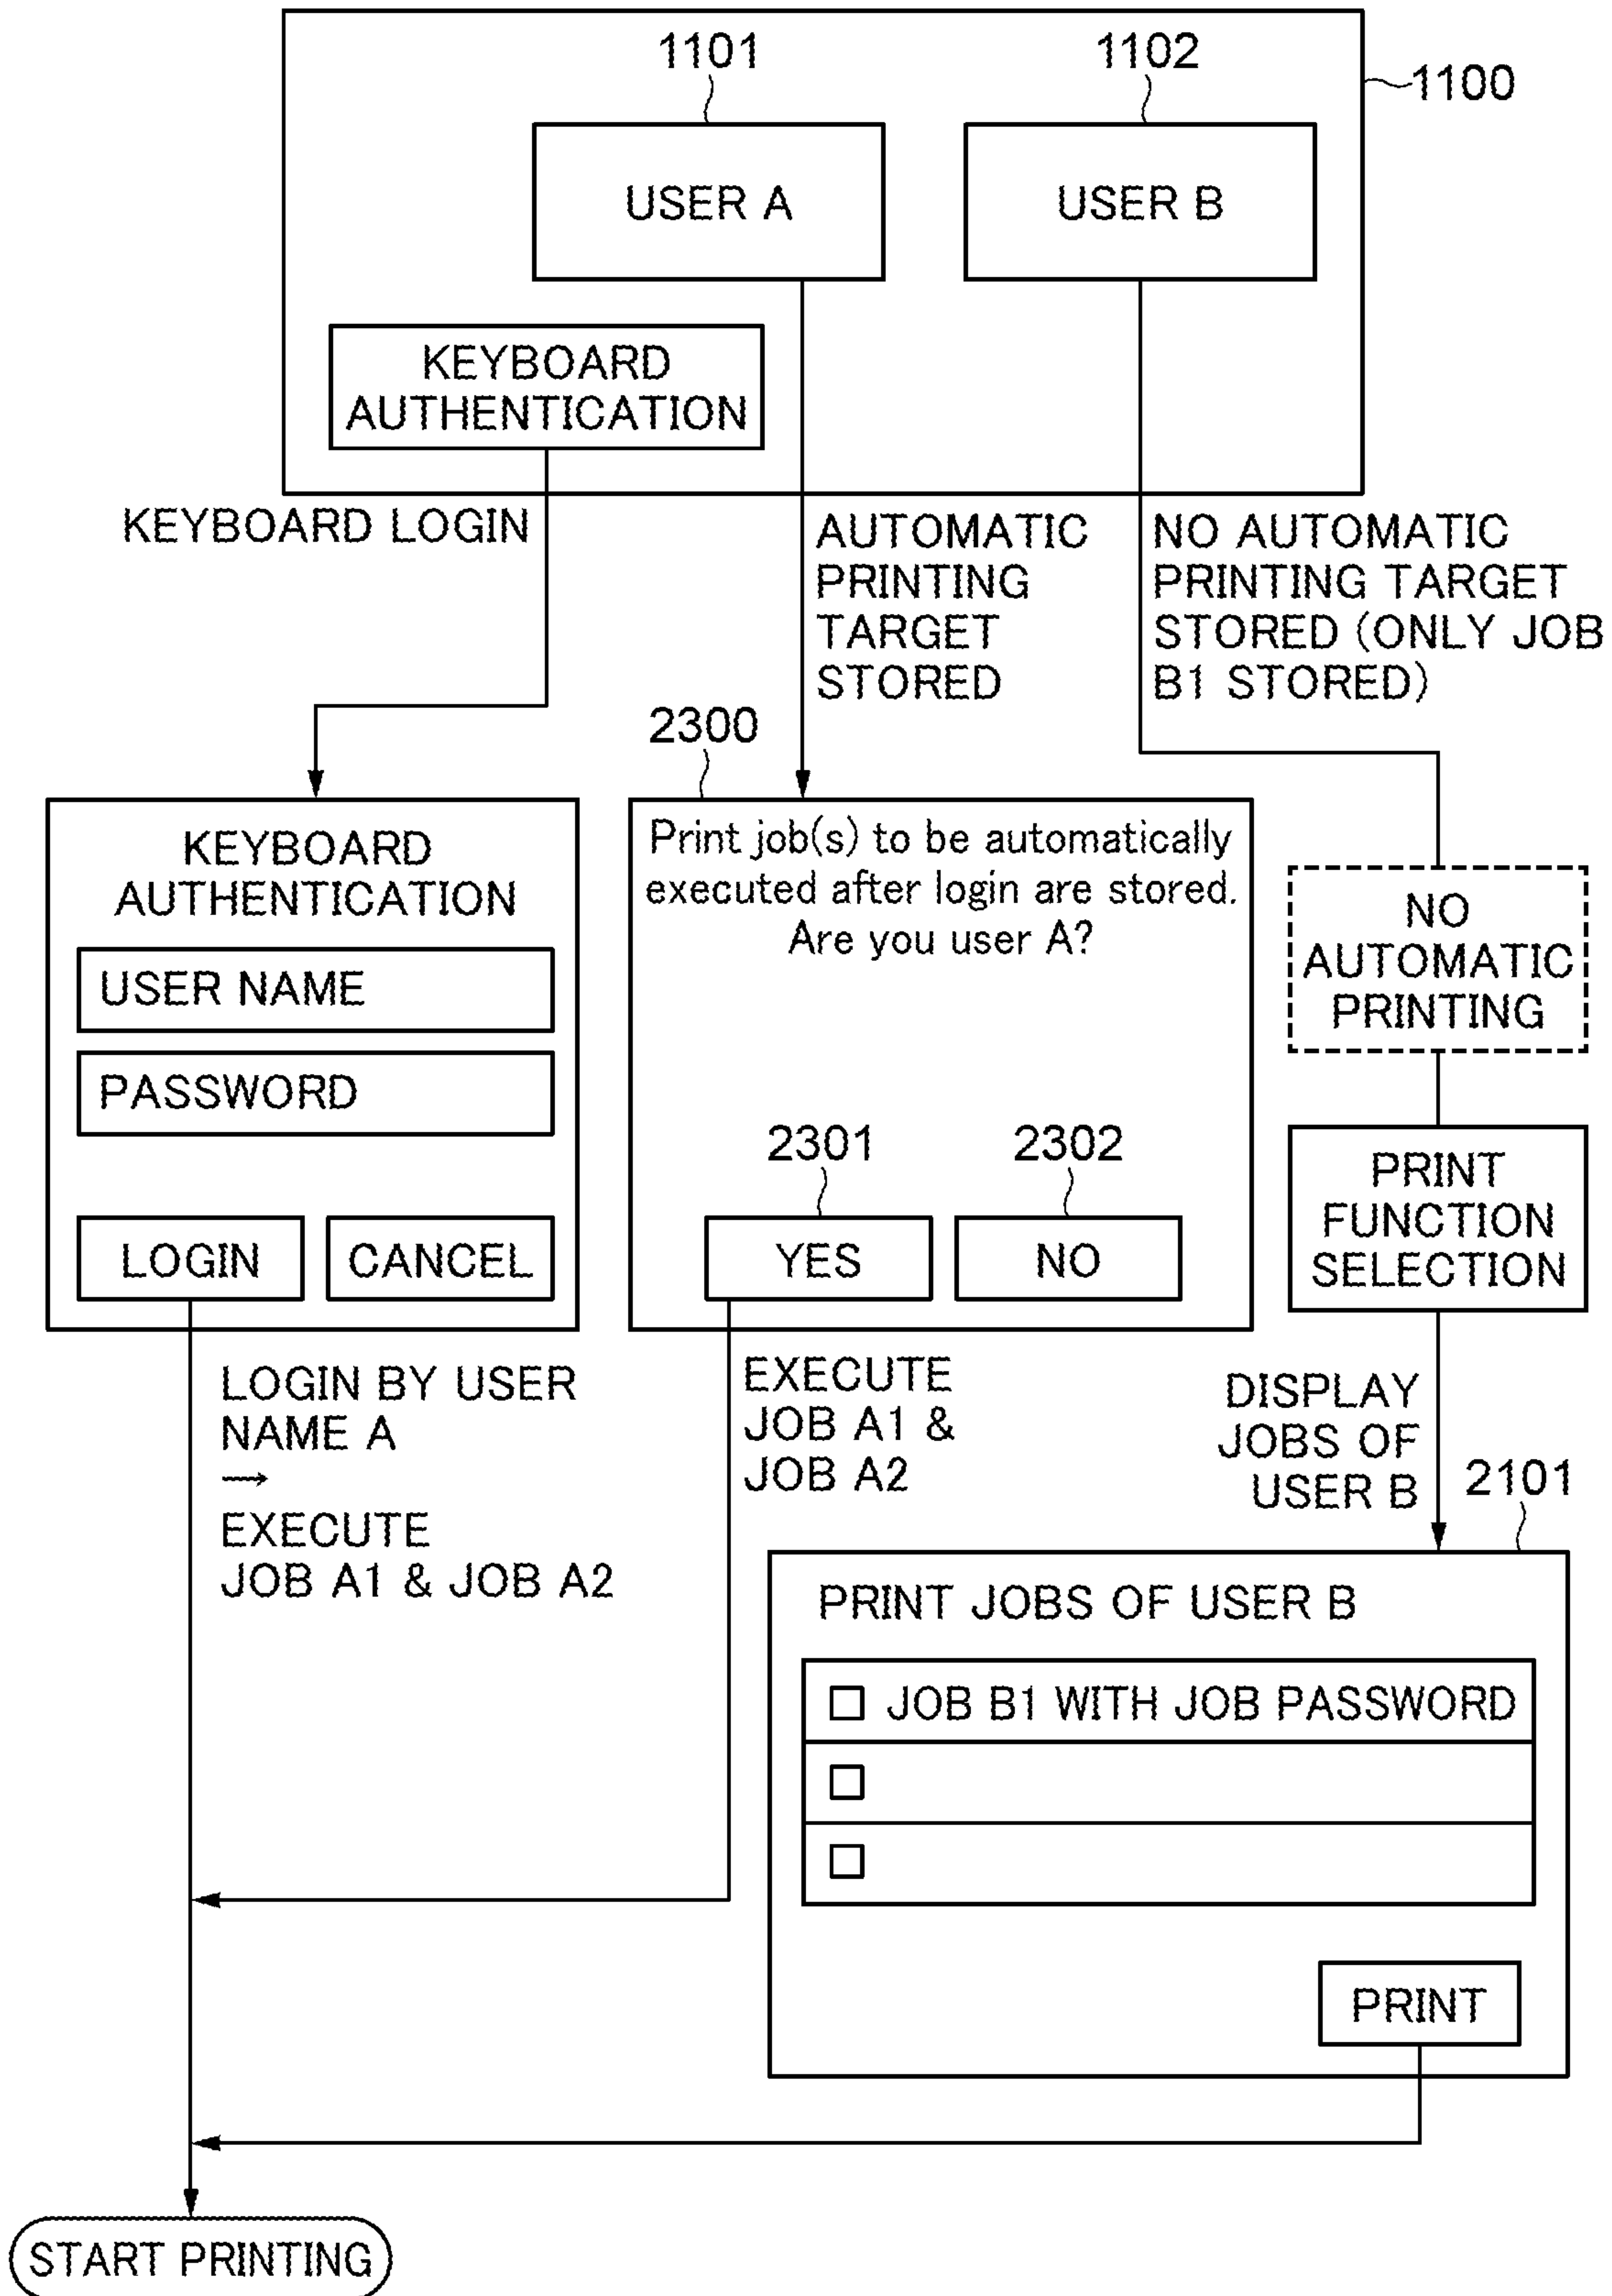 1101
1102
1100
USER A
USER B
KEYBOARD
AUTHENTICATION
KEYBOARD LOGIN
AUTOMATIC
PRINTING
TARGET
STORED
NO AUTOMATIC
PRINTING TARGET
STORED (ONLY JOB
B1 STORED)
2300
KEYBOARD
AUTHENTICATION
USER NAME
PASSWORD
LOGIN
CANCEL
Print job(s) to be automatically
executed after login are stored.
Are you user A?
2301
2302
YES
NO
NO
AUTOMATIC
PRINTING
PRINT
FUNCTION
SELECTION
LOGIN BY USER
NAME A
→
EXECUTE
JOB A1 & JOB A2
EXECUTE
JOB A1 &
JOB A2
DISPLAY
JOBS OF
USER B
2101
PRINT JOBS OF USER B
JOB B1 WITH JOB PASSWORD
PRINT
START PRINTING